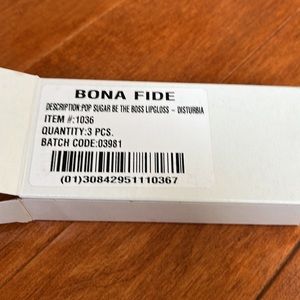 BONA FIDE
DESCRIPTION:POP SUGAR BE THE BOSS LIPGLOSS - DISTURBIA
ITEM #:1036
QUANTITY:3 PCS.
BATCH CODE:03981
(01)30842951110367